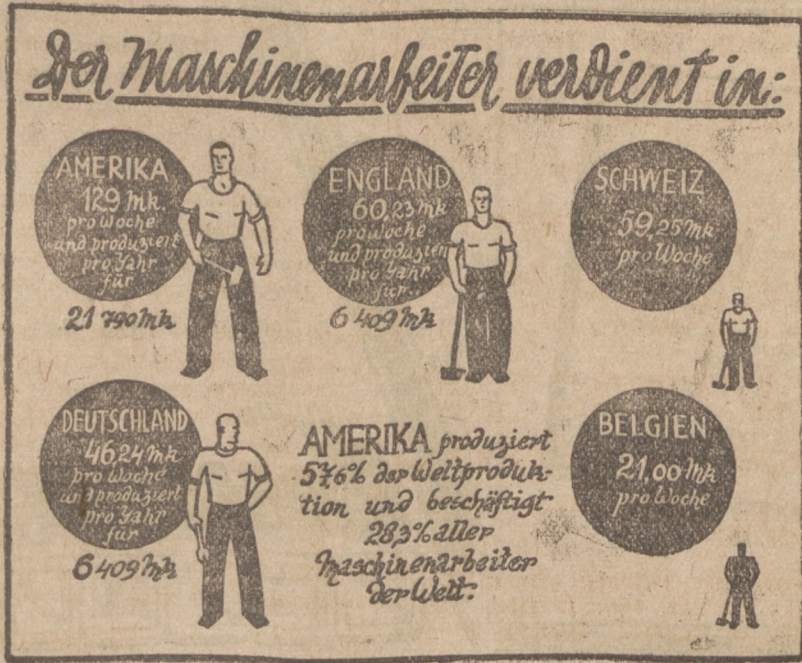 Der Maschinenarbeiter verdient in:
AMERIKA
129 Mk.
pro Woche
und produziert
pro Jahr
für
21 790 Mk
ENGLAND
60,23 Mk
pro Woche
und produziert
pro Jahr
für
6 409 Mk
SCHWEIZ
59,25 Mk
pro Woche
DEUTSCHLAND
46,24 Mk
pro Woche
und produziert
pro Jahr
für
6 409 Mk
AMERIKA produziert
57,6% der Weltproduk-
tion und beschäftigt
28,3% aller
Maschinenarbeiter
der Welt.
BELGIEN
21,00 Mk
pro Woche